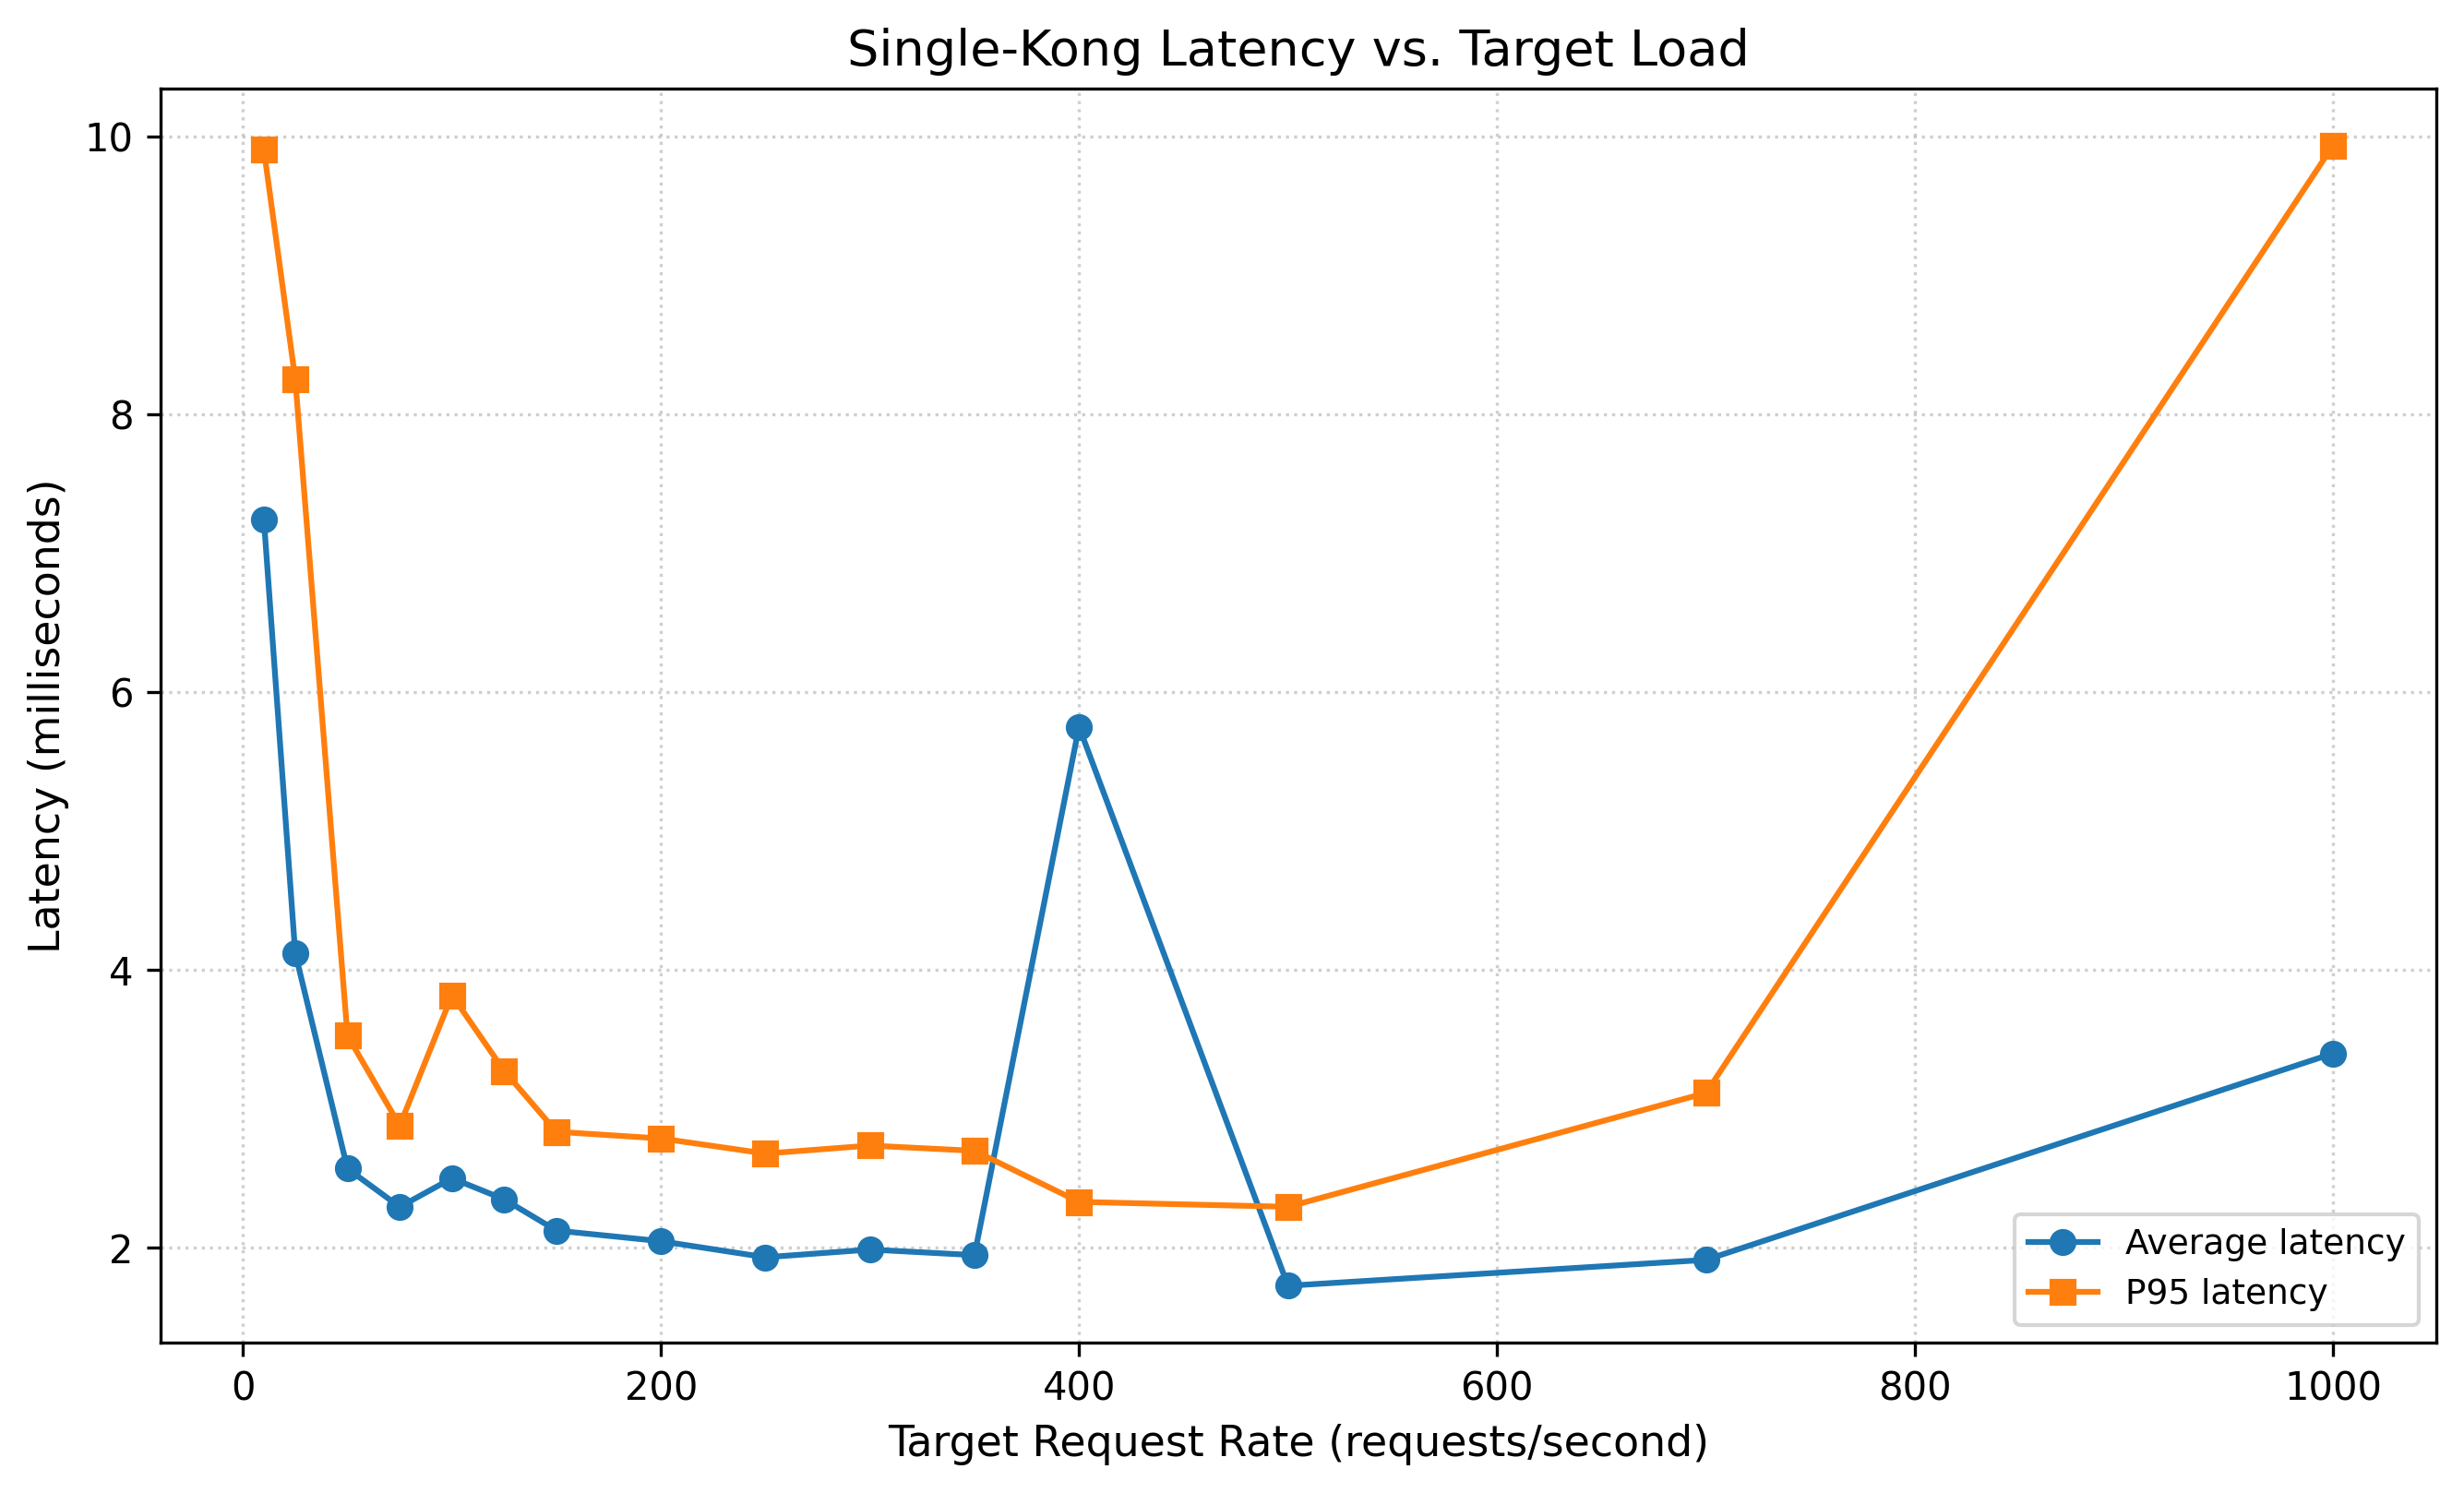 Single-Kong Latency vs. Target Load
Latency (milliseconds)
10
8
6
4
2
0 200 400 600 800 1000
Target Request Rate (requests/second)
Average latency
P95 latency